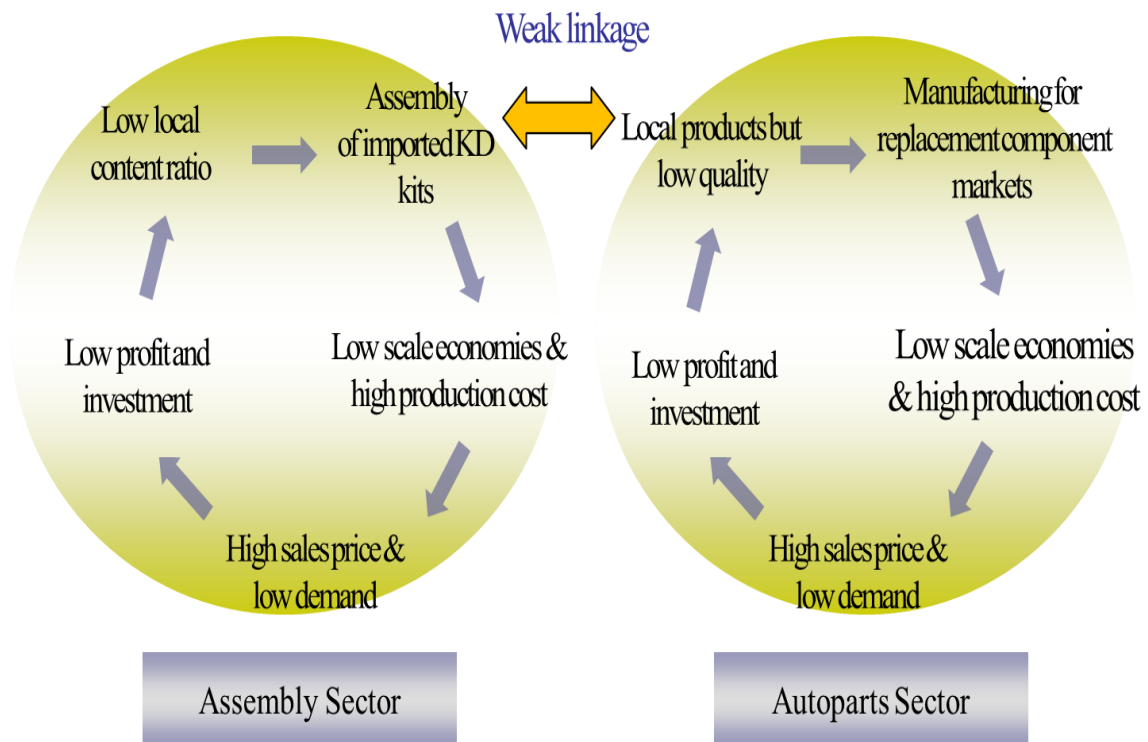 Weak linkage
Low local
content ratio
Assembly
of imported KD
kits
Low scale economies &
high production cost
High sales price &
low demand
Low profit and
investment
Local products but
low quality
Manufacturing for
replacement component
markets
Low scale economies
& high production cost
High sales price &
low demand
Low profit and
investment
Assembly Sector
Autoparts Sector